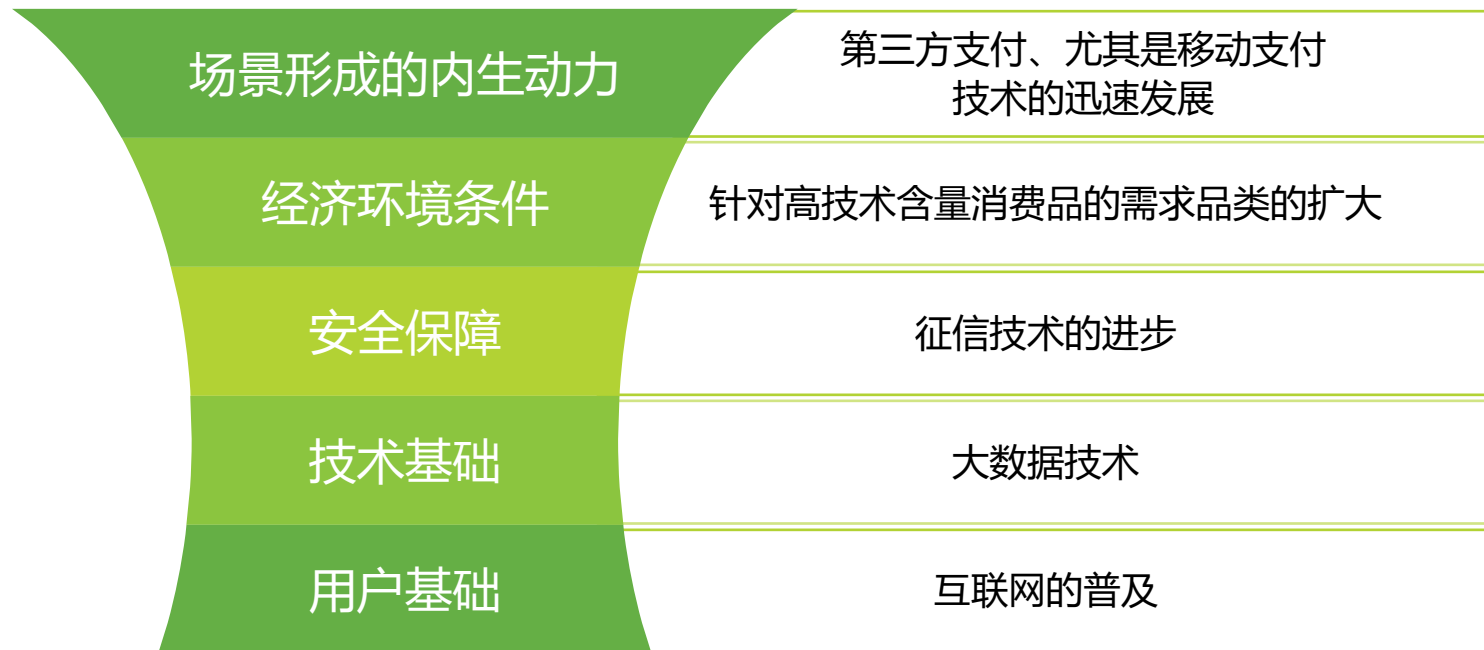 场景形成的内生动力
第三方支付、尤其是移动支付
技术的迅速发展
经济环境条件
针对高技术含量消费品的需求品类的扩大
安全保障
征信技术的进步
技术基础
大数据技术
用户基础
互联网的普及